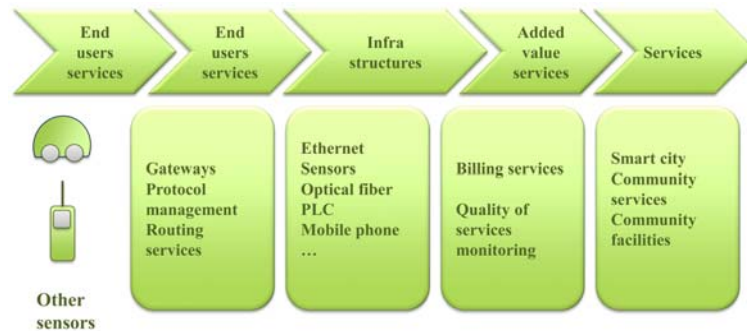 End
users
services
End
users
services
Infra
structures
Added
value
services
Services
Gateways
Protocol
management
Routing
services
Ethernet
Sensors
Optical fiber
PLC
Mobile phone
…
Billing services
Quality of
services
monitoring
Smart city
Community
services
Community
facilities
Other
sensors